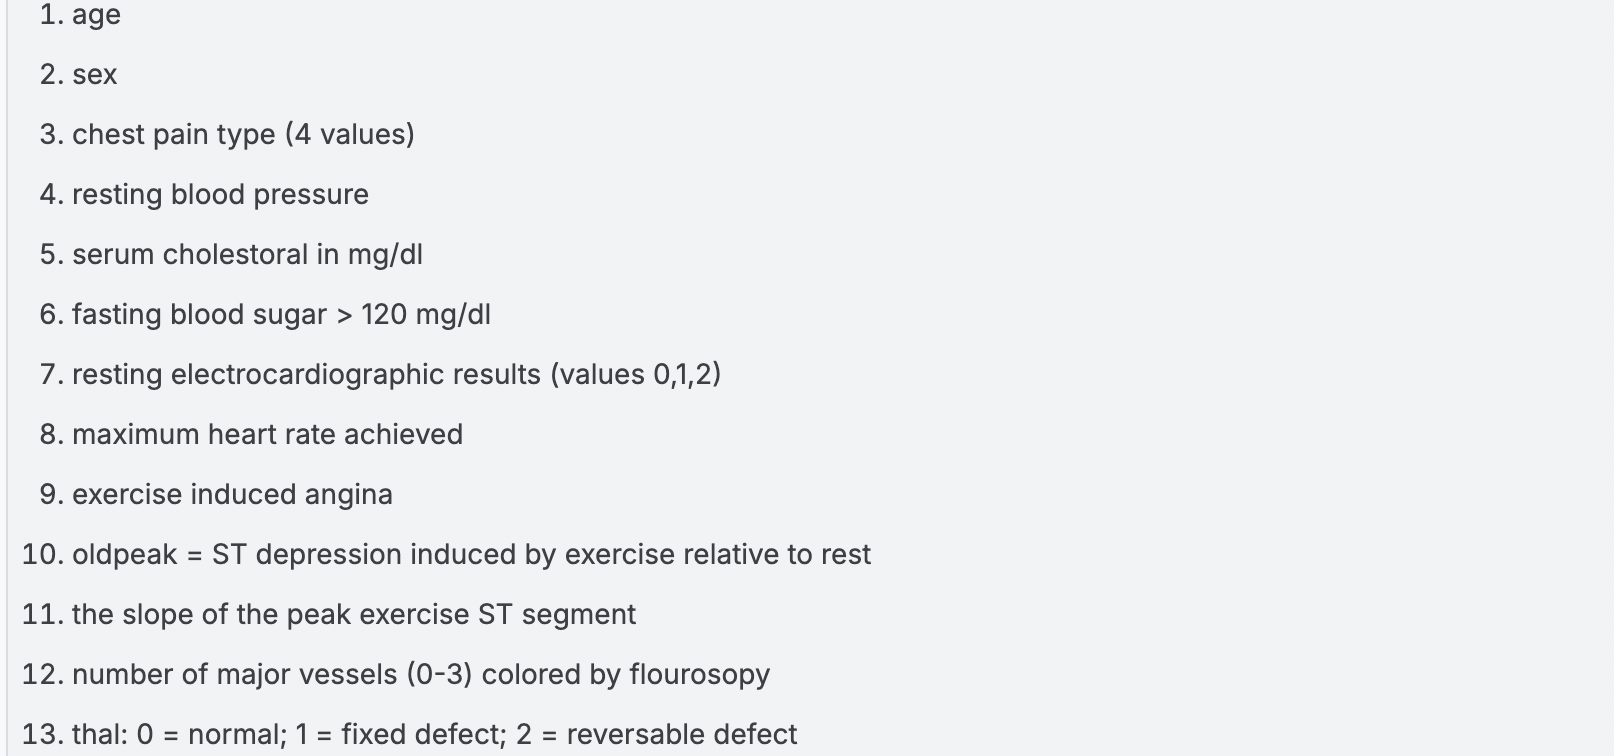 1. age
2. sex
3. chest pain type (4 values)
4. resting blood pressure
5. serum cholestoral in mg/dl
6. fasting blood sugar > 120 mg/dl
7. resting electrocardiographic results (values 0,1,2)
8. maximum heart rate achieved
9. exercise induced angina
10. oldpeak = ST depression induced by exercise relative to rest
11. the slope of the peak exercise ST segment
12. number of major vessels (0-3) colored by flourosopy
13. thal: 0 = normal; 1 = fixed defect; 2 = reversable defect